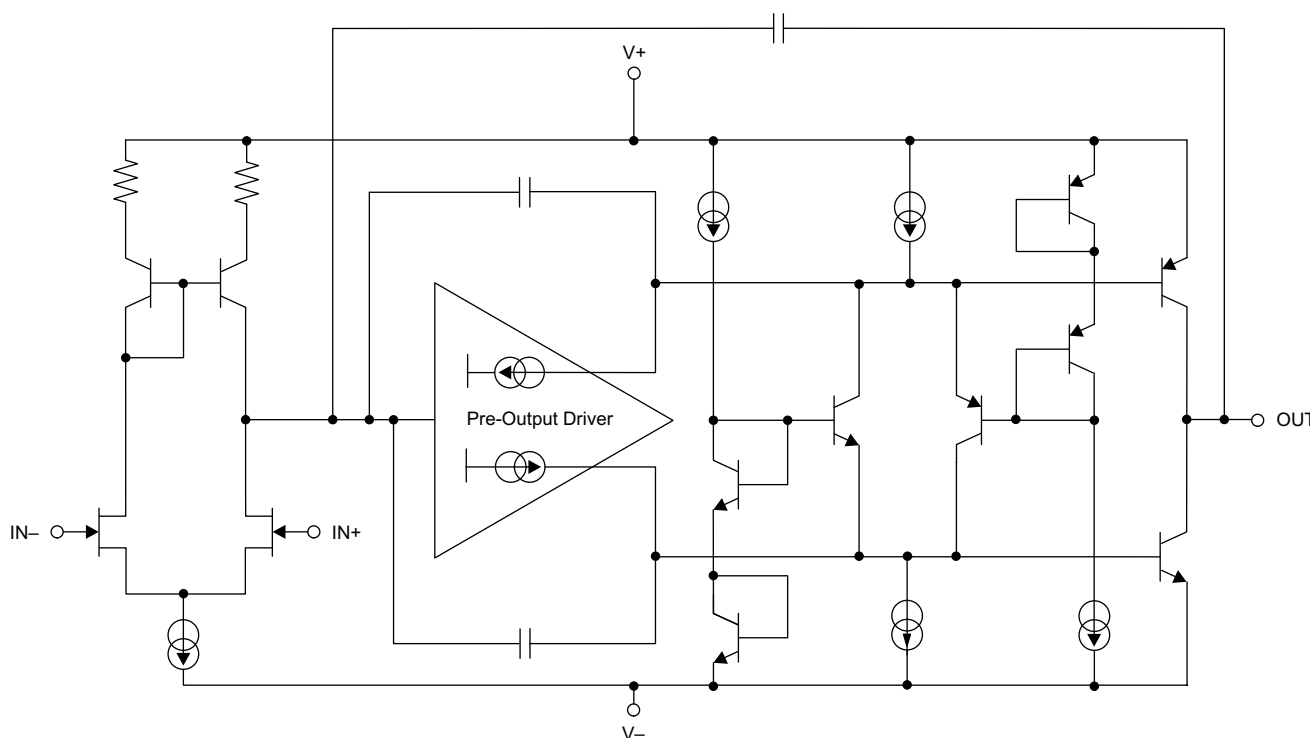 V+
Pre-Output Driver
OUT
IN–
IN+
V–